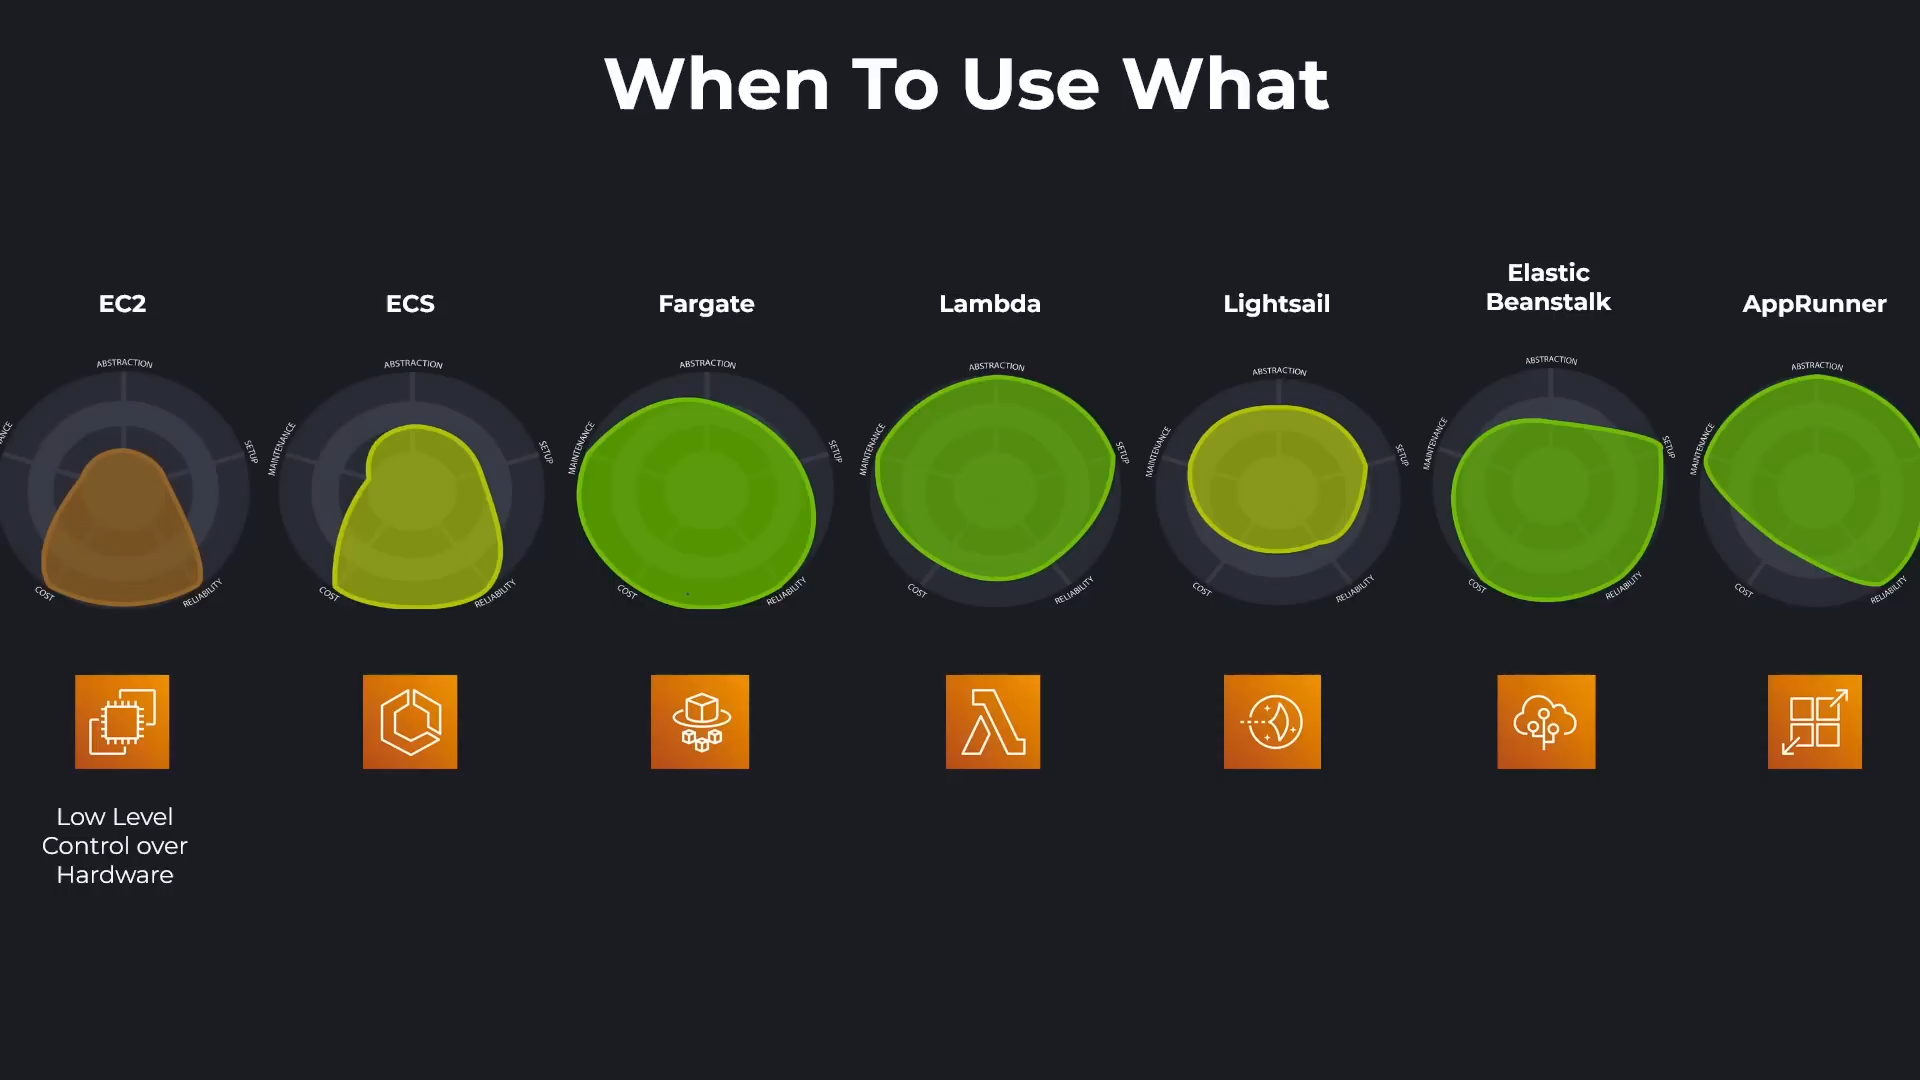 When To Use What
EC2
ECS
Fargate
Lambda
Lightsail
Elastic
Beanstalk
AppRunner
ABSTRACTION
SETUP
RELIABILITY
COST
ABSTRACTION
SETUP
RELIABILITY
COST
MAINTENANCE
ABSTRACTION
SETUP
RELIABILITY
COST
MAINTENANCE
ABSTRACTION
SETUP
RELIABILITY
COST
MAINTENANCE
ABSTRACTION
SETUP
RELIABILITY
COST
MAINTENANCE
ABSTRACTION
SETUP
RELIABILITY
COST
MAINTENANCE
ABSTRACTION
RELIABILITY
COST
MAINTENANCE
Low Level
Control over
Hardware